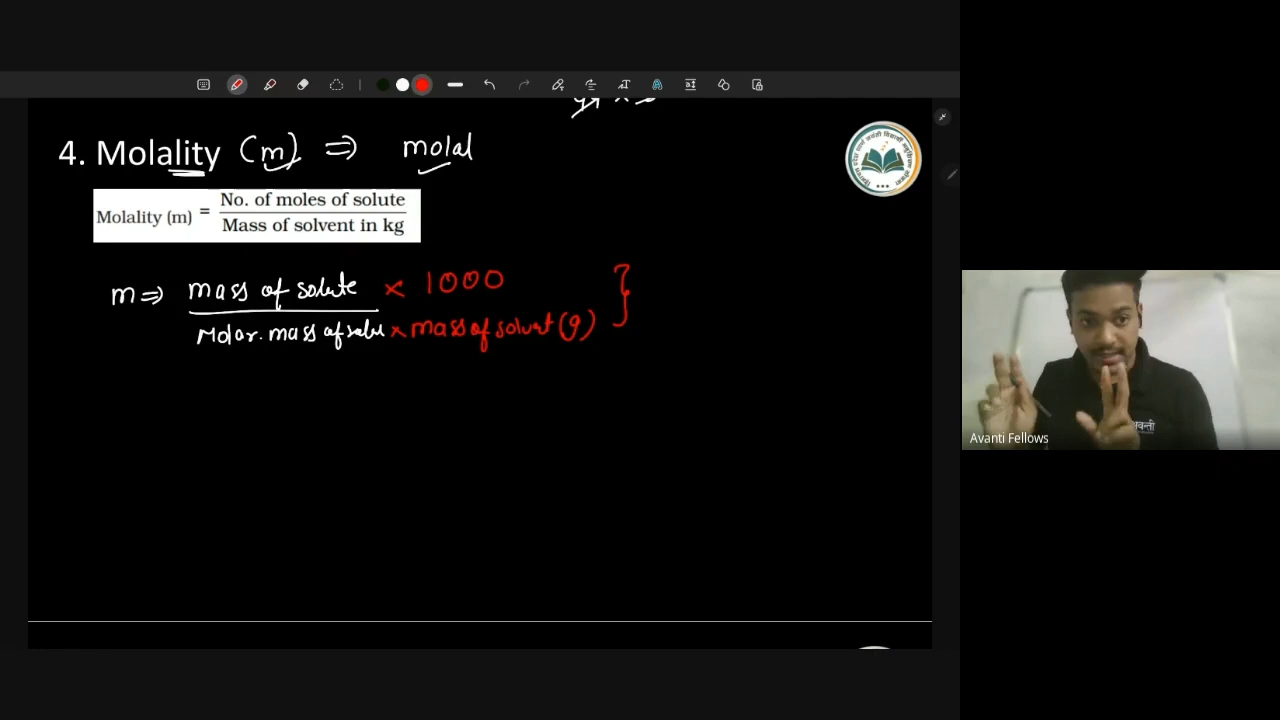 4. Molality (m) ⇒ molal
Molality (m) = No. of moles of solute / Mass of solvent in kg
m ⇒ mass of solute × 1000
Molar. mass of solu × mass of solvent (g) }
Avanti Fellows